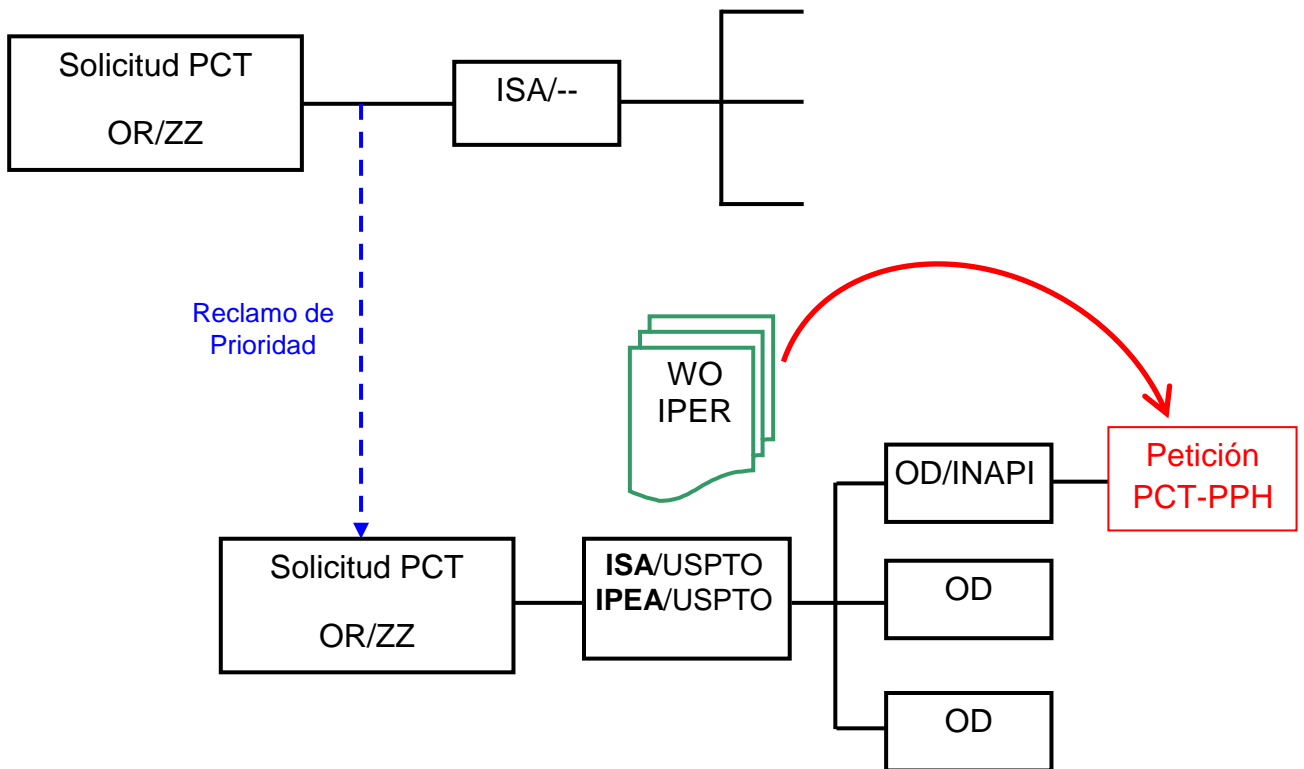 Solicitud PCT
OR/ZZ
ISA/--
Reclamo de
Prioridad
WO
IPER
OD/INAPI
Petición
PCT-PPH
Solicitud PCT
OR/ZZ
ISA/USPTO
IPEA/USPTO
OD
OD